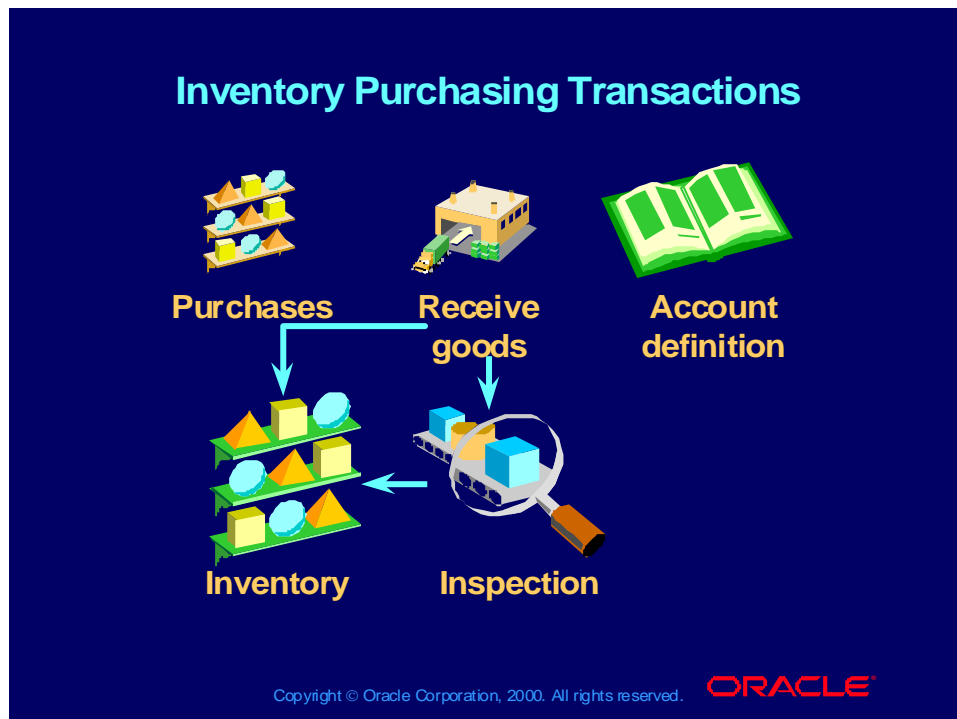 Inventory Purchasing Transactions
Purchases
Receive
goods
Account
definition
Inventory
Inspection
Copyright © Oracle Corporation, 2000. All rights reserved.
ORACLE®